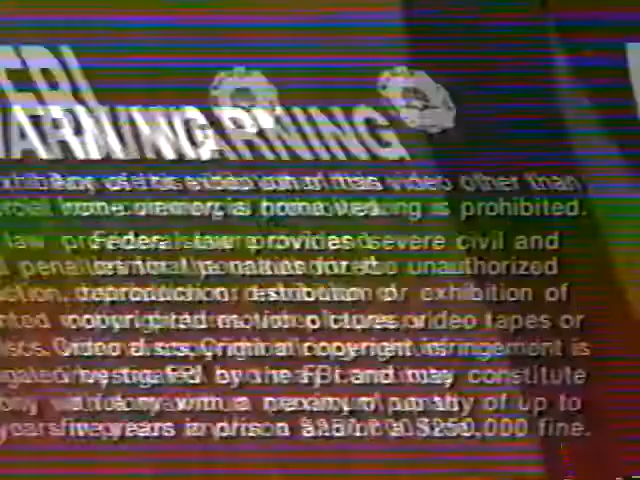 FBI
WARNING
video other than
home viewing is prohibited.
Federal law provides severe civil and
penalties for unauthorized
reproduction, distribution or exhibition of
copyrighted motion pictures, video tapes or
video discs. Criminal copyright infringement is
investigated by the FBI and may constitute
a felony with a maximum penalty of up to
five years in prison and/or a $250,000 fine.